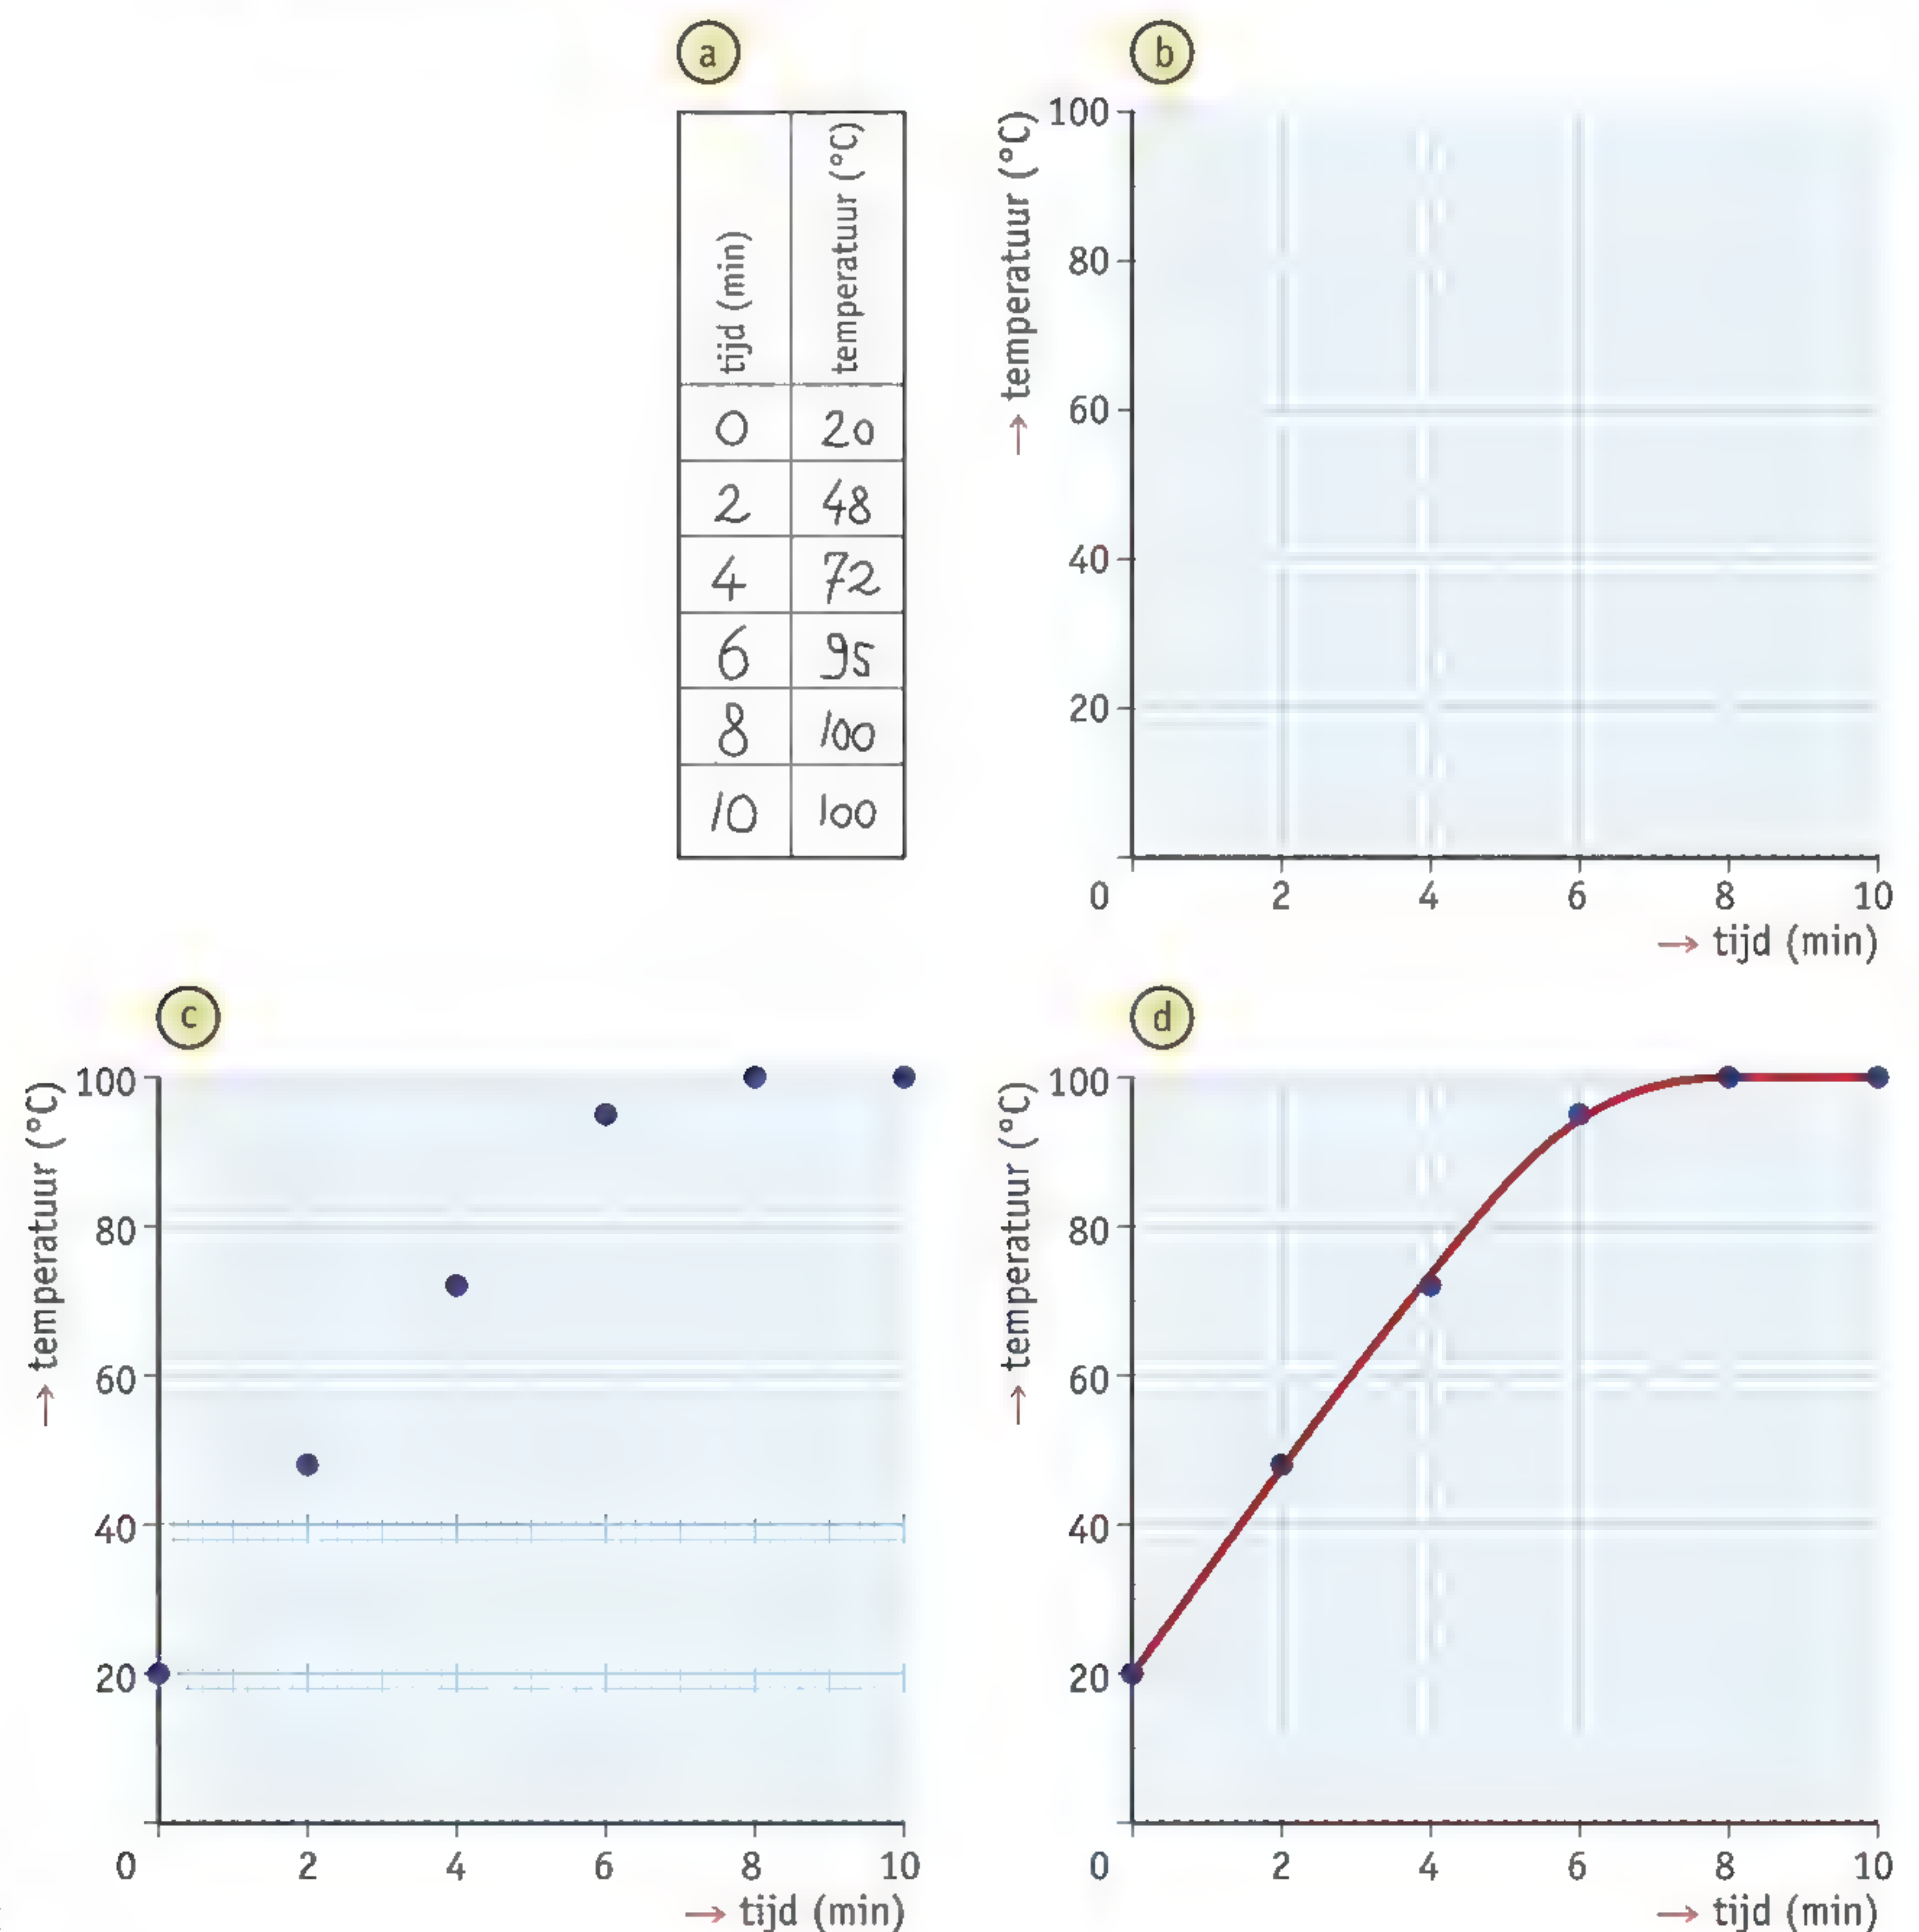 a
tijd (min) temperatuur (°C)
0 20
2 48
4 72
6 95
8 100
10 100
b
→ temperatuur (°C)
100
80
60
40
20
0 2 4 6 8 10
→ tijd (min)
c
→ temperatuur (°C)
100
80
60
40
20
0 2 4 6 8 10
→ tijd (min)
d
→ temperatuur (°C)
100
80
60
40
20
0 2 4 6 8 10
→ tijd (min)